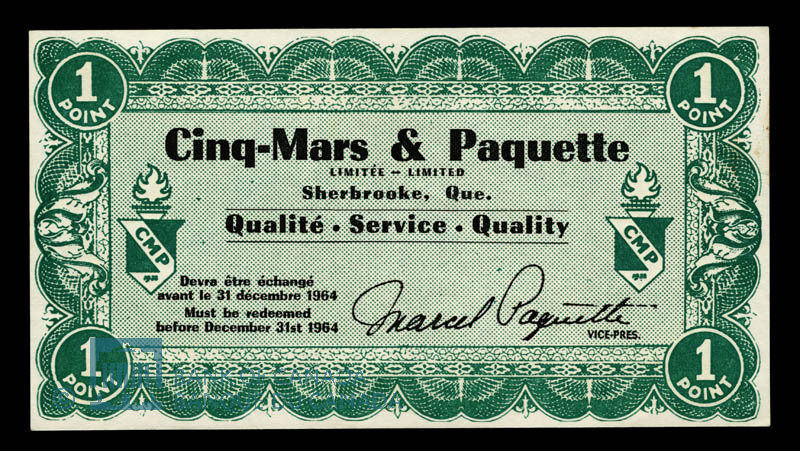 1 POINT
1 POINT
Cinq-Mars & Paquette
LIMITÉE - LIMITED
Sherbrooke, Que.
Qualité • Service • Quality
CMP
CMP
Devra être échangé
avant le 31 décembre 1964
Must be redeemed
before December 31st 1964
Marcel Paquette
VICE-PRES.
1 POINT
1 POINT